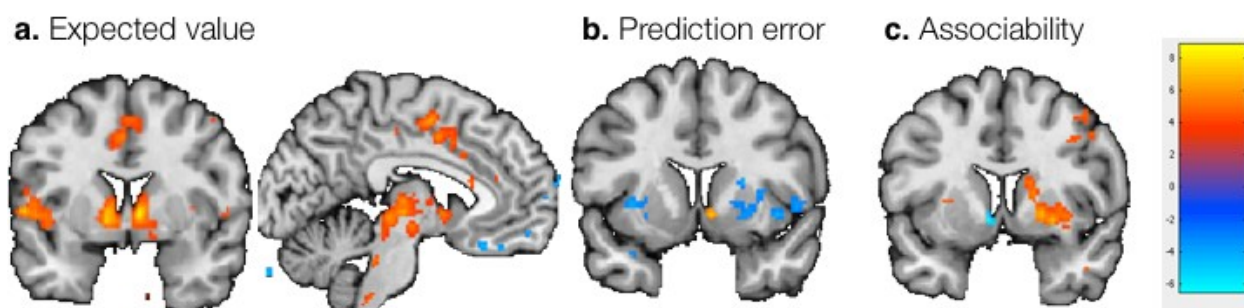 a. Expected value
b. Prediction error
c. Associability
8
6
4
2
0
-2
-4
-6